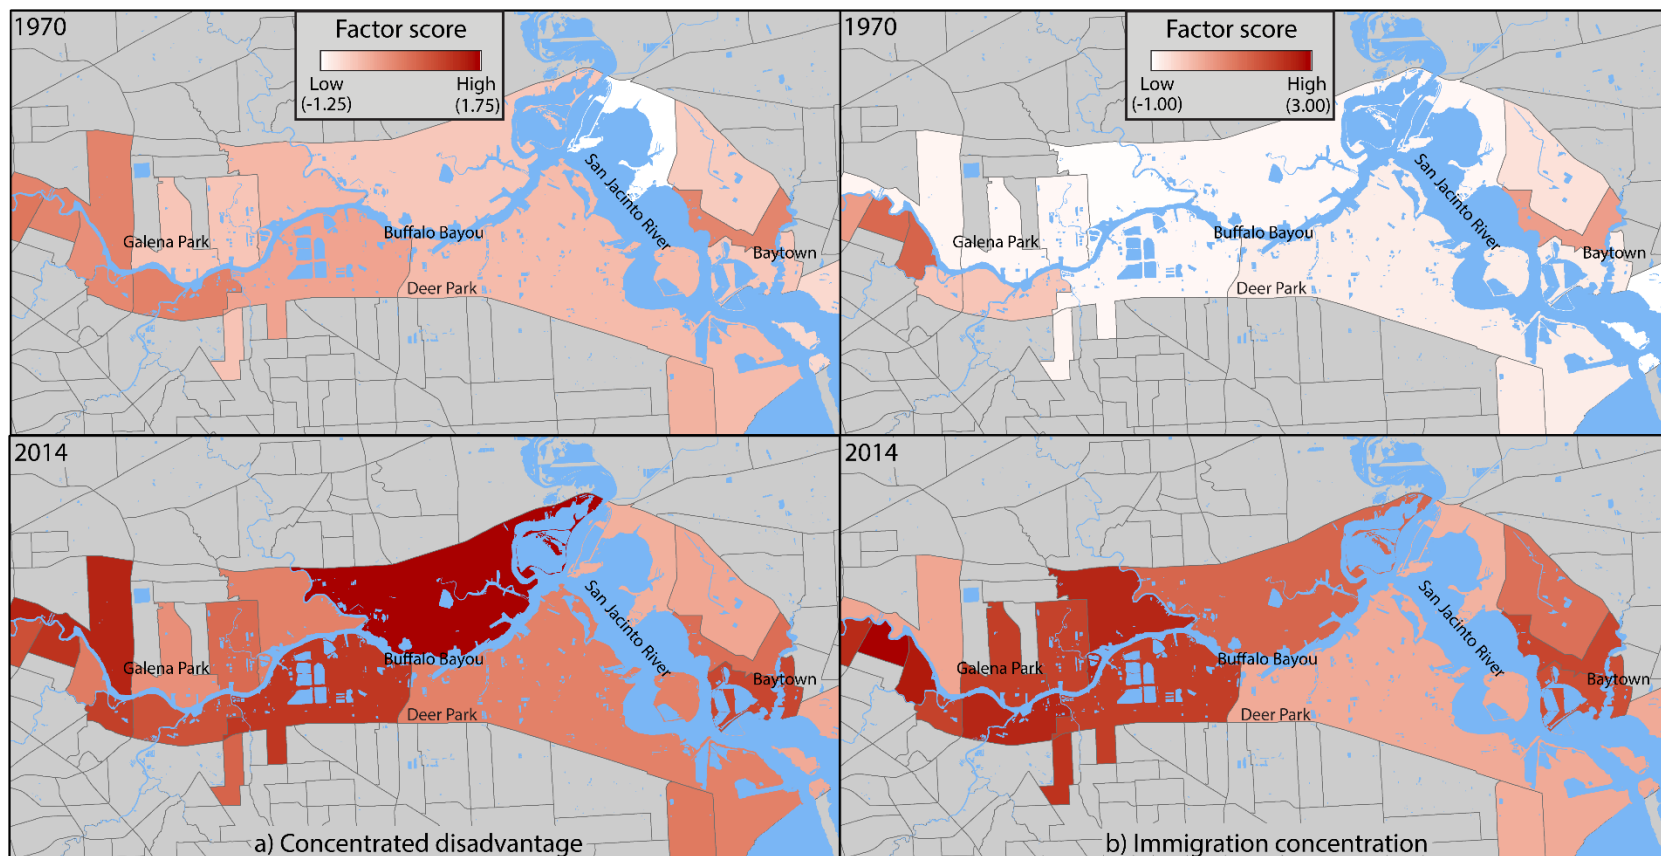 1970
Factor score
Low
(-1.25)
High
(1.75)
San Jacinto River
Galena Park
Buffalo Bayou
Baytown
Deer Park
1970
Factor score
Low
(-1.00)
High
(3.00)
San Jacinto River
Galena Park
Buffalo Bayou
Baytown
Deer Park
2014
San Jacinto River
Galena Park
Buffalo Bayou
Baytown
Deer Park
a) Concentrated disadvantage
2014
San Jacinto River
Galena Park
Buffalo Bayou
Baytown
Deer Park
b) Immigration concentration